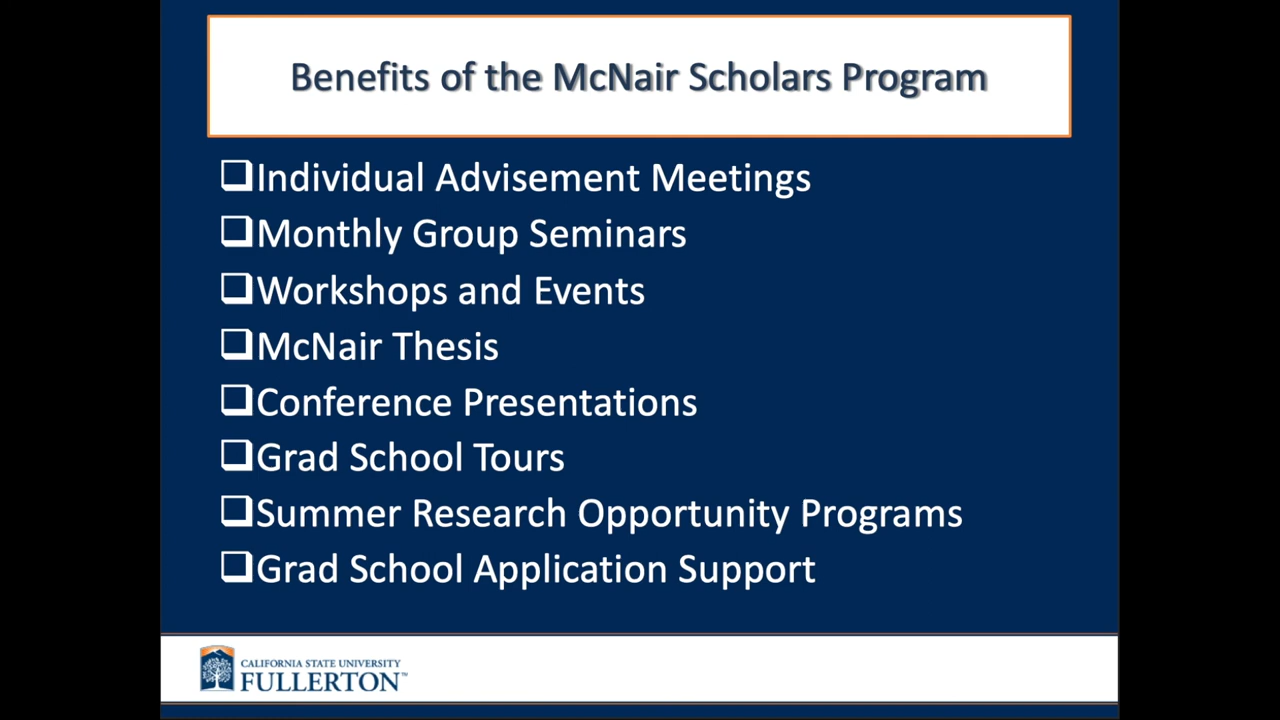 Benefits of the McNair Scholars Program
Individual Advisement Meetings
Monthly Group Seminars
Workshops and Events
McNair Thesis
Conference Presentations
Grad School Tours
Summer Research Opportunity Programs
Grad School Application Support
CALIFORNIA STATE UNIVERSITY
FULLERTON™